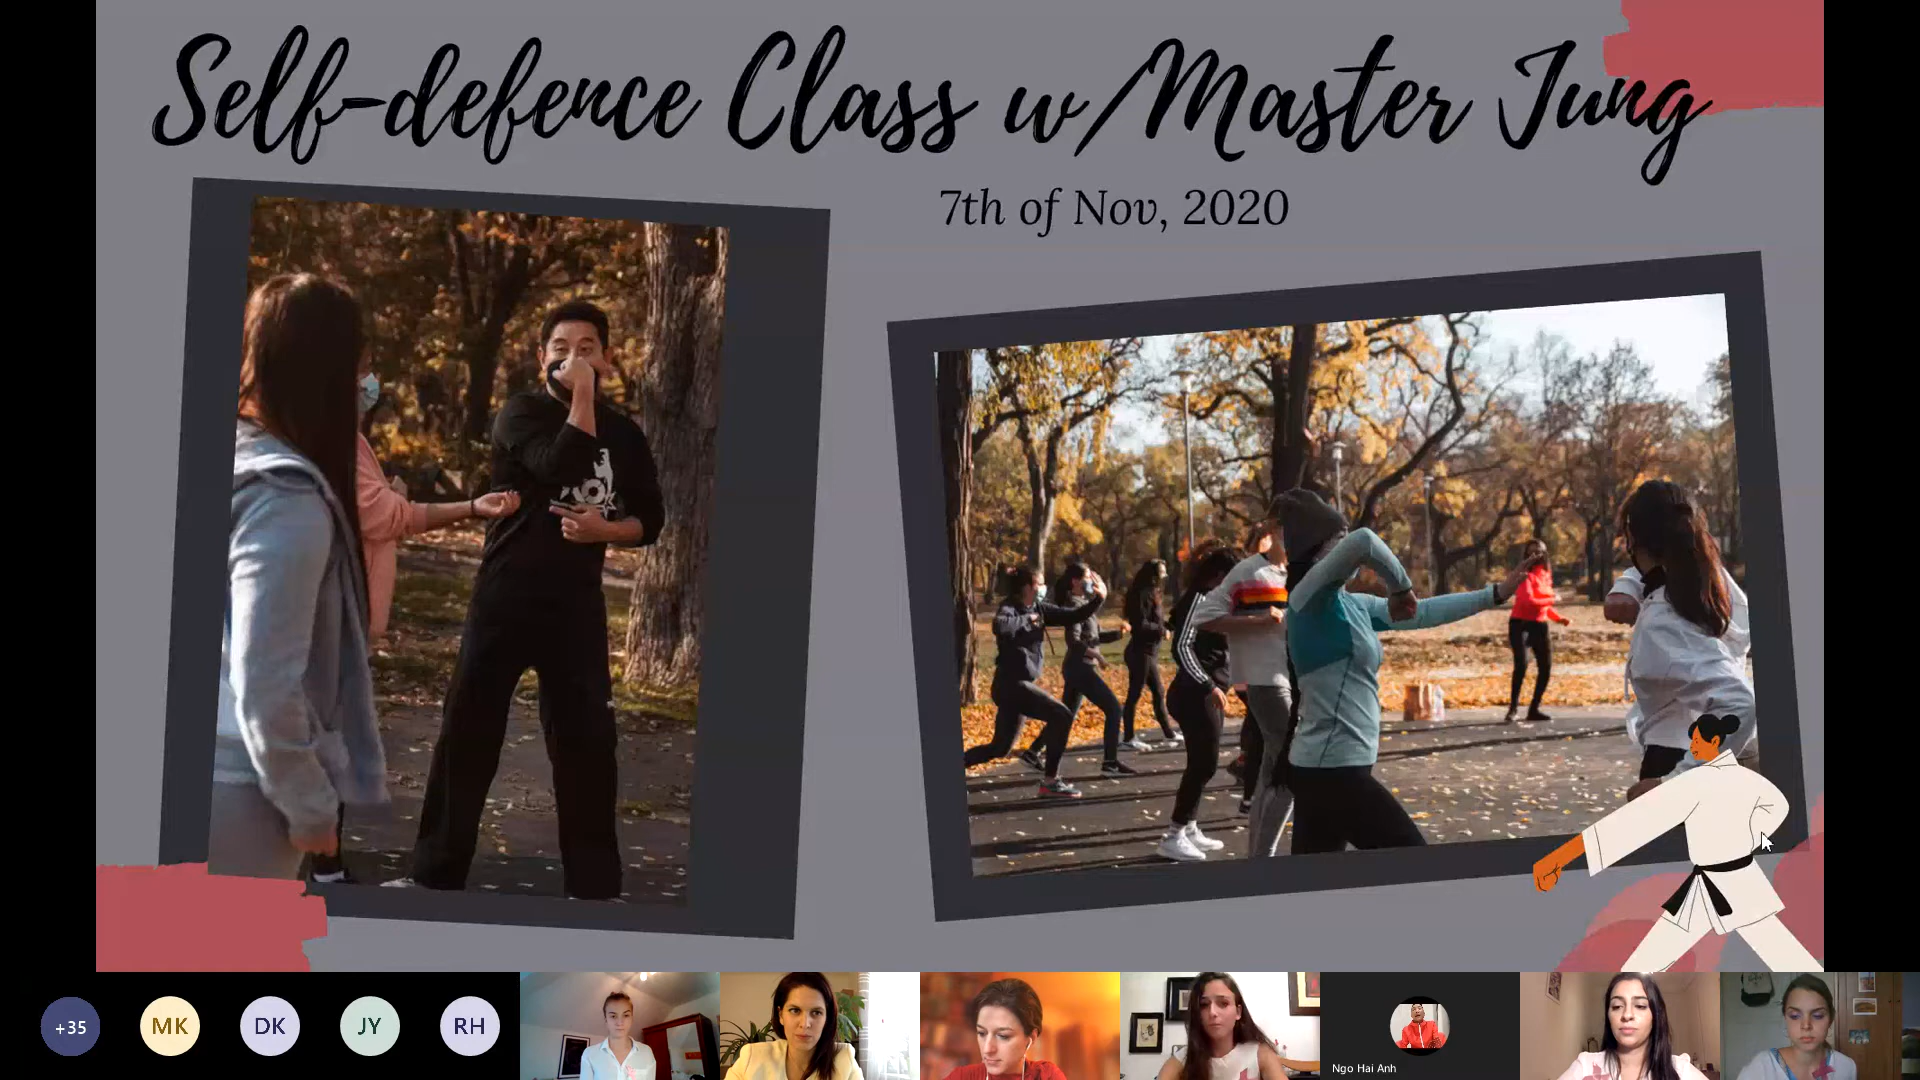 Self-defence Class w/Master Jung
7th of Nov, 2020
+35
MK
DK
JY
RH
Ngo Hai Anh